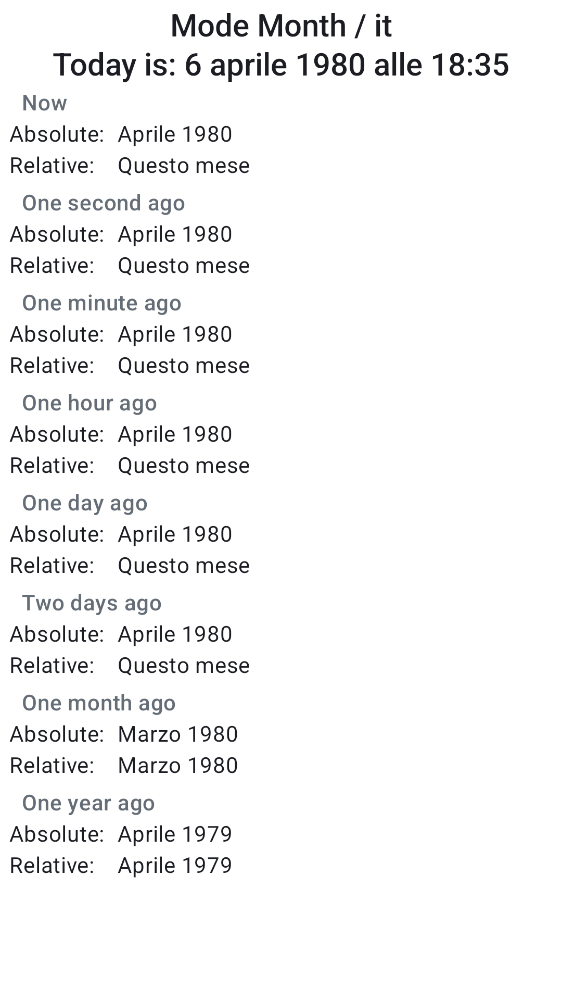 Mode Month / it
Today is: 6 aprile 1980 alle 18:35
Now
Absolute: Aprile 1980
Relative: Questo mese
One second ago
Absolute: Aprile 1980
Relative: Questo mese
One minute ago
Absolute: Aprile 1980
Relative: Questo mese
One hour ago
Absolute: Aprile 1980
Relative: Questo mese
One day ago
Absolute: Aprile 1980
Relative: Questo mese
Two days ago
Absolute: Aprile 1980
Relative: Questo mese
One month ago
Absolute: Marzo 1980
Relative: Marzo 1980
One year ago
Absolute: Aprile 1979
Relative: Aprile 1979